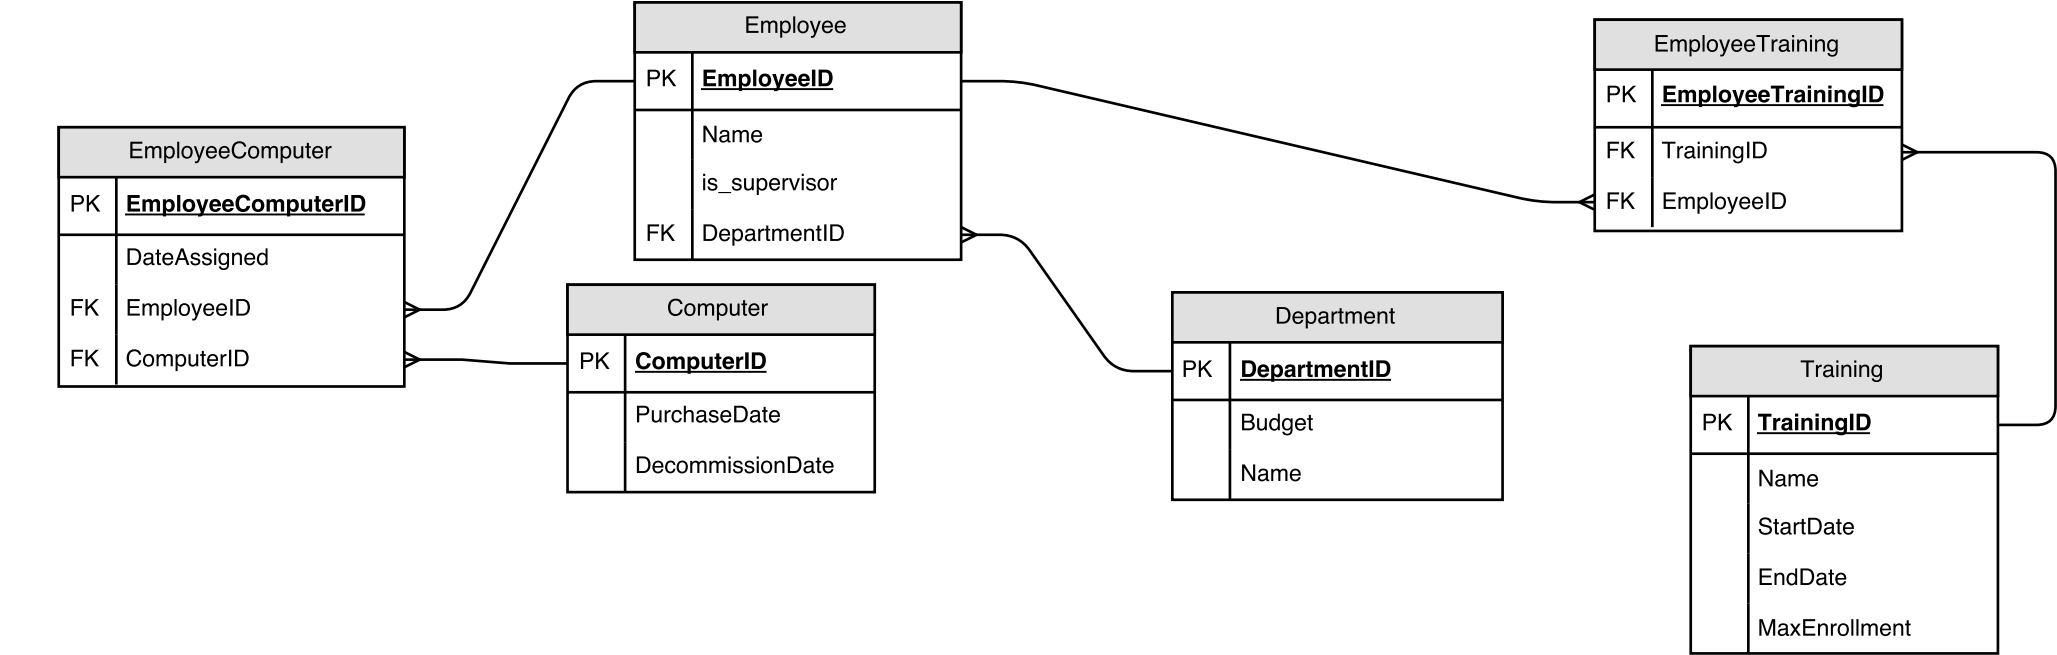 Employee
PK EmployeeID
Name
is_supervisor
FK DepartmentID
EmployeeTraining
PK EmployeeTrainingID
FK TrainingID
FK EmployeeID
EmployeeComputer
PK EmployeeComputerID
DateAssigned
FK EmployeeID
FK ComputerID
Computer
PK ComputerID
PurchaseDate
DecommissionDate
Department
PK DepartmentID
Budget
Name
Training
PK TrainingID
Name
StartDate
EndDate
MaxEnrollment